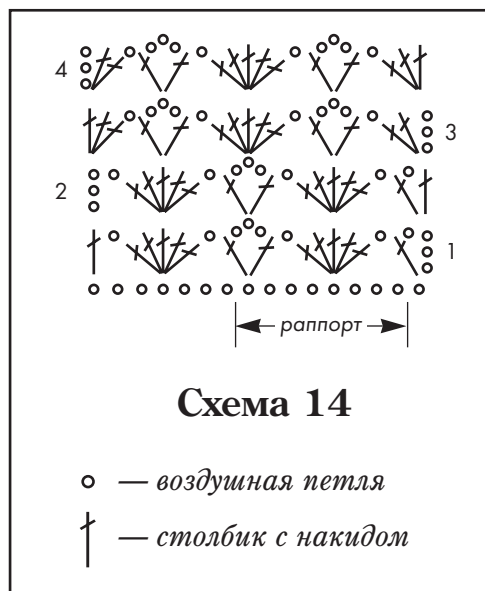 4
3
2
1
раппорт
Схема 14
— воздушная петля
— столбик с накидом